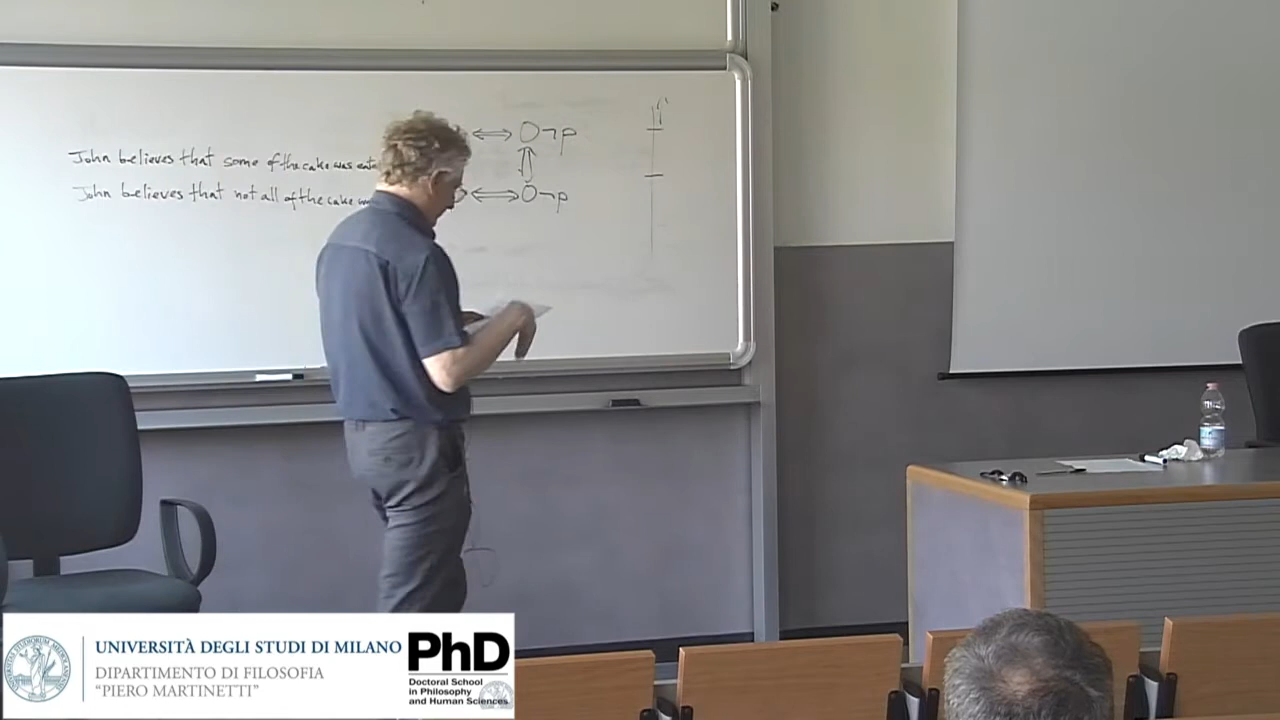 John believes that some of the cake was eate
⟺ O¬p
⇑
John believes that not all of the cake
⟺ O¬p
UNIVERSITÀ DEGLI STUDI DI MILANO
DIPARTIMENTO DI FILOSOFIA
"PIERO MARTINETTI"
PhD
Doctoral School
in Philosophy
and Human Sciences